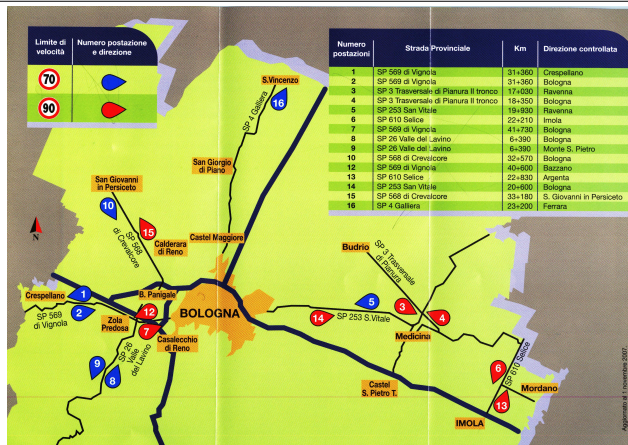 Limite di
velocità
Numero postazione
e direzione
70
90
Numero
postazioni
Strada Provinciale
Km
Direzione controllata
1 SP 569 di Vignola 31+360 Crespellano
2 SP 569 di Vignola 31+360 Bologna
3 SP 3 Trasversale di Pianura II tronco 17+030 Ravenna
4 SP 3 Trasversale di Pianura II tronco 18+350 Bologna
5 SP 253 San Vitale 19+930 Ravenna
6 SP 610 Selice 22+210 Imola
7 SP 569 di Vignola 41+730 Bologna
8 SP 26 Valle del Lavino 6+390 Bologna
9 SP 26 Valle del Lavino 6+390 Monte S. Pietro
10 SP 568 di Crevalcore 32+570 Bologna
12 SP 569 di Vignola 40+600 Bazzano
13 SP 610 Selice 22+830 Argenta
14 SP 253 San Vitale 20+600 Bologna
15 SP 568 di Crevalcore 33+180 S. Giovanni in Persiceto
16 SP 4 Galliera 23+200 Ferrara
S.Vincenzo
16
SP 4 Galliera
San Giorgio
di Piano
San Giovanni
in Persiceto
10
15
SP 568
di Crevalcore
Calderara
di Reno
Castel Maggiore
N
Budrio
SP 3 Trasversale
di Pianura
Crespellano
1
2
B. Panigale
SP 569
di Vignola
Zola
Predosa
12
7
BOLOGNA
Casalecchio
di Reno
SP 26
Valle
del Lavino
9
8
5
14
SP 253 S.Vitale
3
4
Medicina
Castel
S. Pietro T.
6
SP 610 Selice
Mordano
13
IMOLA
Aggiornato al 1 novembre 2007.